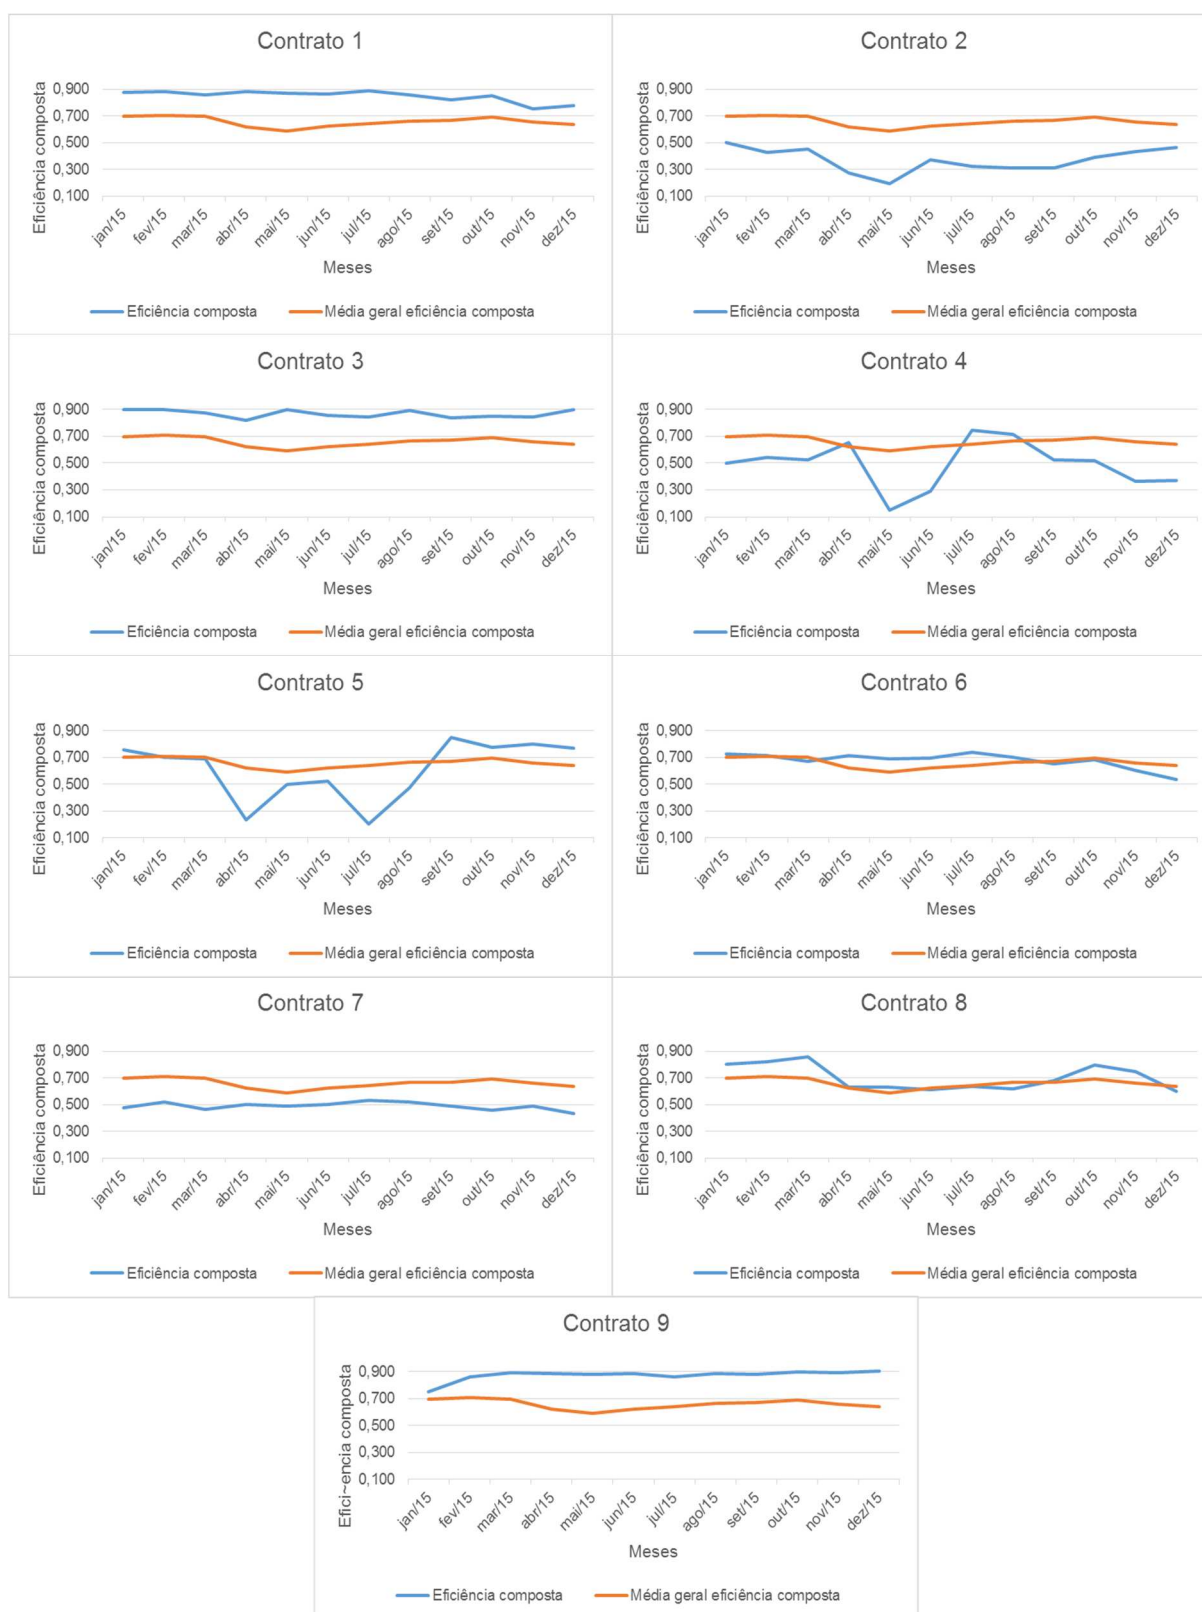 Contrato 1
Eficiência composta
0,900
0,700
0,500
0,300
0,100
jan/15 fev/15 mar/15 abr/15 mai/15 jun/15 jul/15 ago/15 set/15 out/15 nov/15 dez/15
Meses
Eficiência composta Média geral eficiência composta
Contrato 2
Eficiência composta
0,900
0,700
0,500
0,300
0,100
jan/15 fev/15 mar/15 abr/15 mai/15 jun/15 jul/15 ago/15 set/15 out/15 nov/15 dez/15
Meses
Eficiência composta Média geral eficiência composta
Contrato 3
Eficiência composta
0,900
0,700
0,500
0,300
0,100
jan/15 fev/15 mar/15 abr/15 mai/15 jun/15 jul/15 ago/15 set/15 out/15 nov/15 dez/15
Meses
Eficiência composta Média geral eficiência composta
Contrato 4
Eficiência composta
0,900
0,700
0,500
0,300
0,100
jan/15 fev/15 mar/15 abr/15 mai/15 jun/15 jul/15 ago/15 set/15 out/15 nov/15 dez/15
Meses
Eficiência composta Média geral eficiência composta
Contrato 5
Eficiência composta
0,900
0,700
0,500
0,300
0,100
jan/15 fev/15 mar/15 abr/15 mai/15 jun/15 jul/15 ago/15 set/15 out/15 nov/15 dez/15
Meses
Eficiência composta Média geral eficiência composta
Contrato 6
Eficiência composta
0,900
0,700
0,500
0,300
0,100
jan/15 fev/15 mar/15 abr/15 mai/15 jun/15 jul/15 ago/15 set/15 out/15 nov/15 dez/15
Meses
Eficiência composta Média geral eficiência composta
Contrato 7
Eficiência composta
0,900
0,700
0,500
0,300
0,100
jan/15 fev/15 mar/15 abr/15 mai/15 jun/15 jul/15 ago/15 set/15 out/15 nov/15 dez/15
Meses
Eficiência composta Média geral eficiência composta
Contrato 8
Eficiência composta
0,900
0,700
0,500
0,300
0,100
jan/15 fev/15 mar/15 abr/15 mai/15 jun/15 jul/15 ago/15 set/15 out/15 nov/15 dez/15
Meses
Eficiência composta Média geral eficiência composta
Contrato 9
Efici~encia composta
0,900
0,700
0,500
0,300
0,100
jan/15 fev/15 mar/15 abr/15 mai/15 jun/15 jul/15 ago/15 set/15 out/15 nov/15 dez/15
Meses
Eficiência composta Média geral eficiência composta